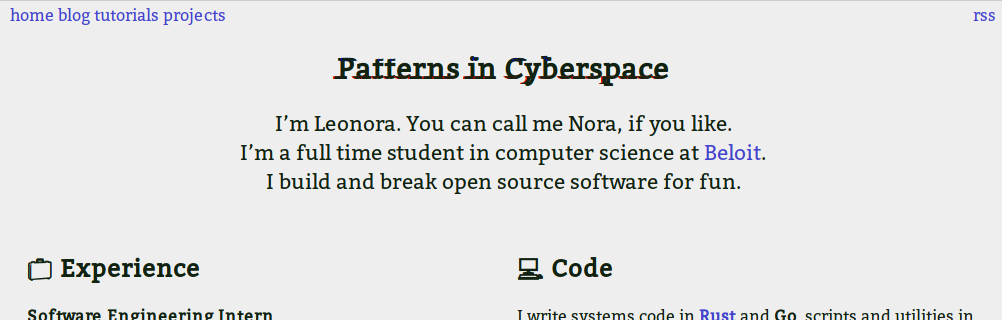 home blog tutorials projects rss
Patterns in Cyberspace
I'm Leonora. You can call me Nora, if you like.
I'm a full time student in computer science at Beloit.
I build and break open source software for fun.
Experience
Code
Software Engineering Intern
I write systems code in Rust and Go, scripts and utilities in